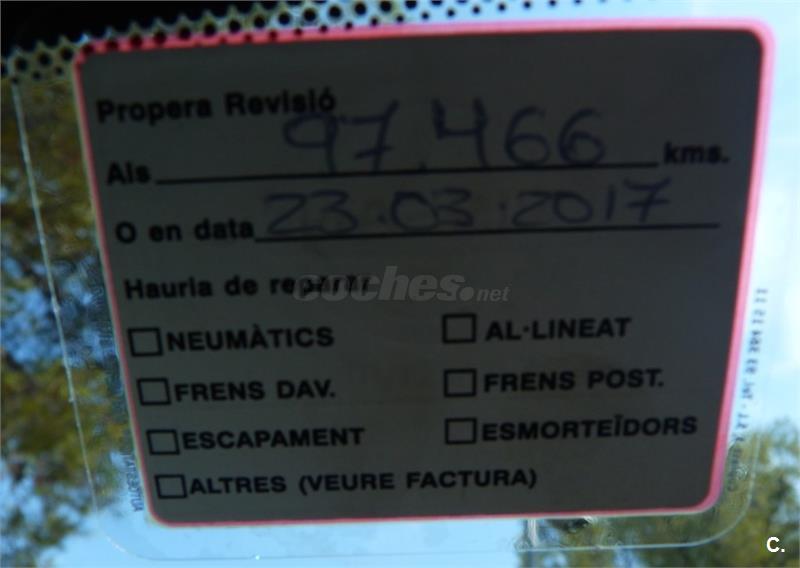 Propera Revisió
Als 97.466 kms.
O en data 23.03.2017
Hauria de reparar
coches.net
NEUMÀTICS
AL·LINEAT
FRENS DAV.
FRENS POST.
ESCAPAMENT
ESMORTEÏDORS
ALTRES (VEURE FACTURA)
C.